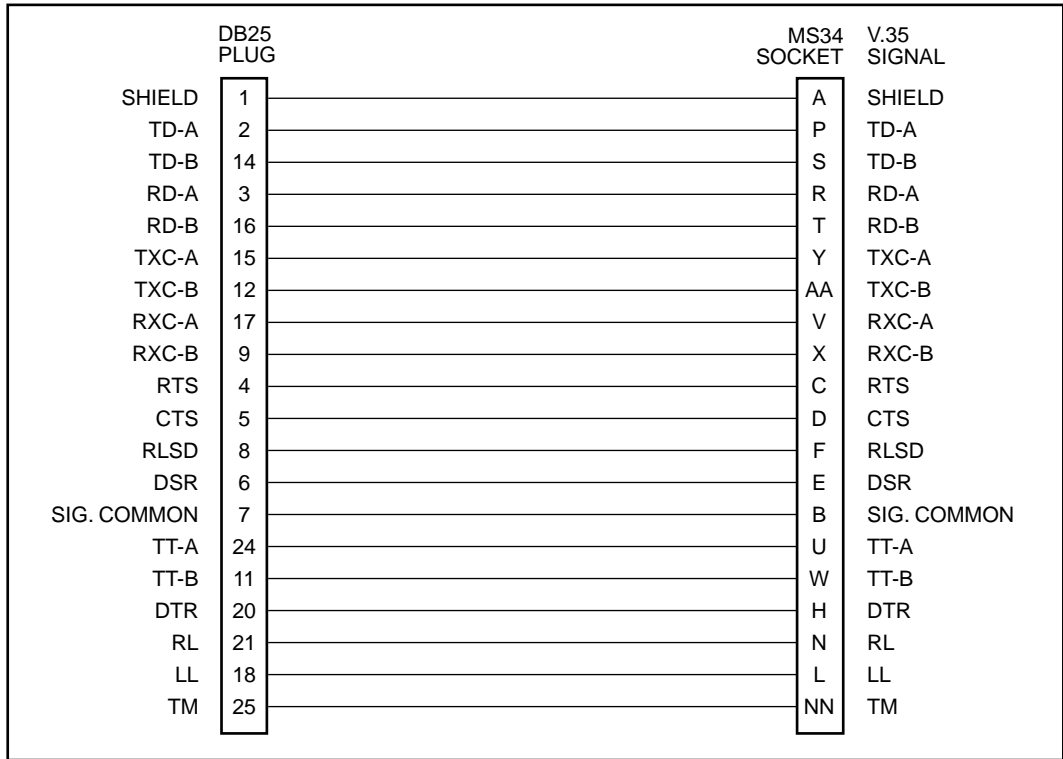 DB25 PLUG MS34 SOCKET V.35 SIGNAL
SHIELD 1 A SHIELD
TD-A 2 P TD-A
TD-B 14 S TD-B
RD-A 3 R RD-A
RD-B 16 T RD-B
TXC-A 15 Y TXC-A
TXC-B 12 AA TXC-B
RXC-A 17 V RXC-A
RXC-B 9 X RXC-B
RTS 4 C RTS
CTS 5 D CTS
RLSD 8 F RLSD
DSR 6 E DSR
SIG. COMMON 7 B SIG. COMMON
TT-A 24 U TT-A
TT-B 11 W TT-B
DTR 20 H DTR
RL 21 N RL
LL 18 L LL
TM 25 NN TM